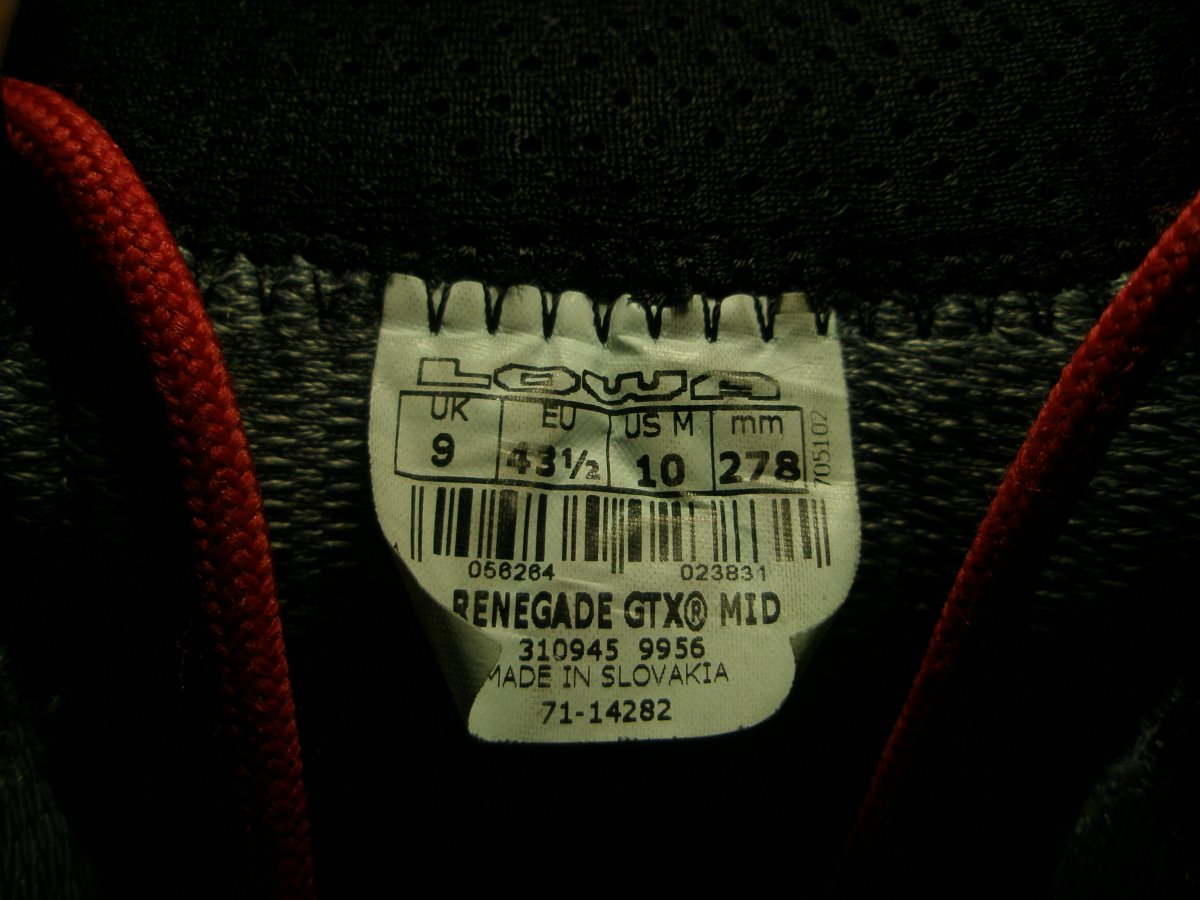 LOWA
UK EU US M mm
9 43½ 10 278
705102
056264 023831
RENEGADE GTX® MID
310945 9956
MADE IN SLOVAKIA
71-14282